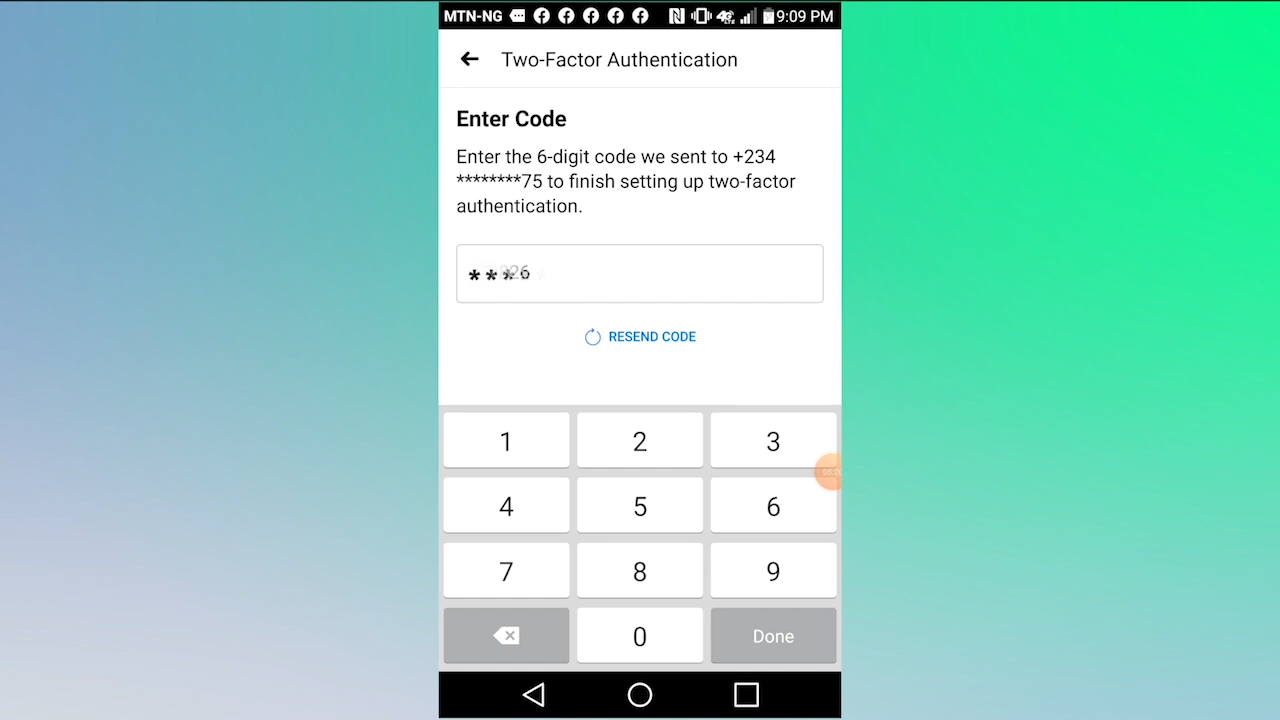 MTN-NG 9:09 PM
Two-Factor Authentication
Enter Code
Enter the 6-digit code we sent to +234
********75 to finish setting up two-factor
authentication.
RESEND CODE
1 2 3
4 5 6
7 8 9
0 Done